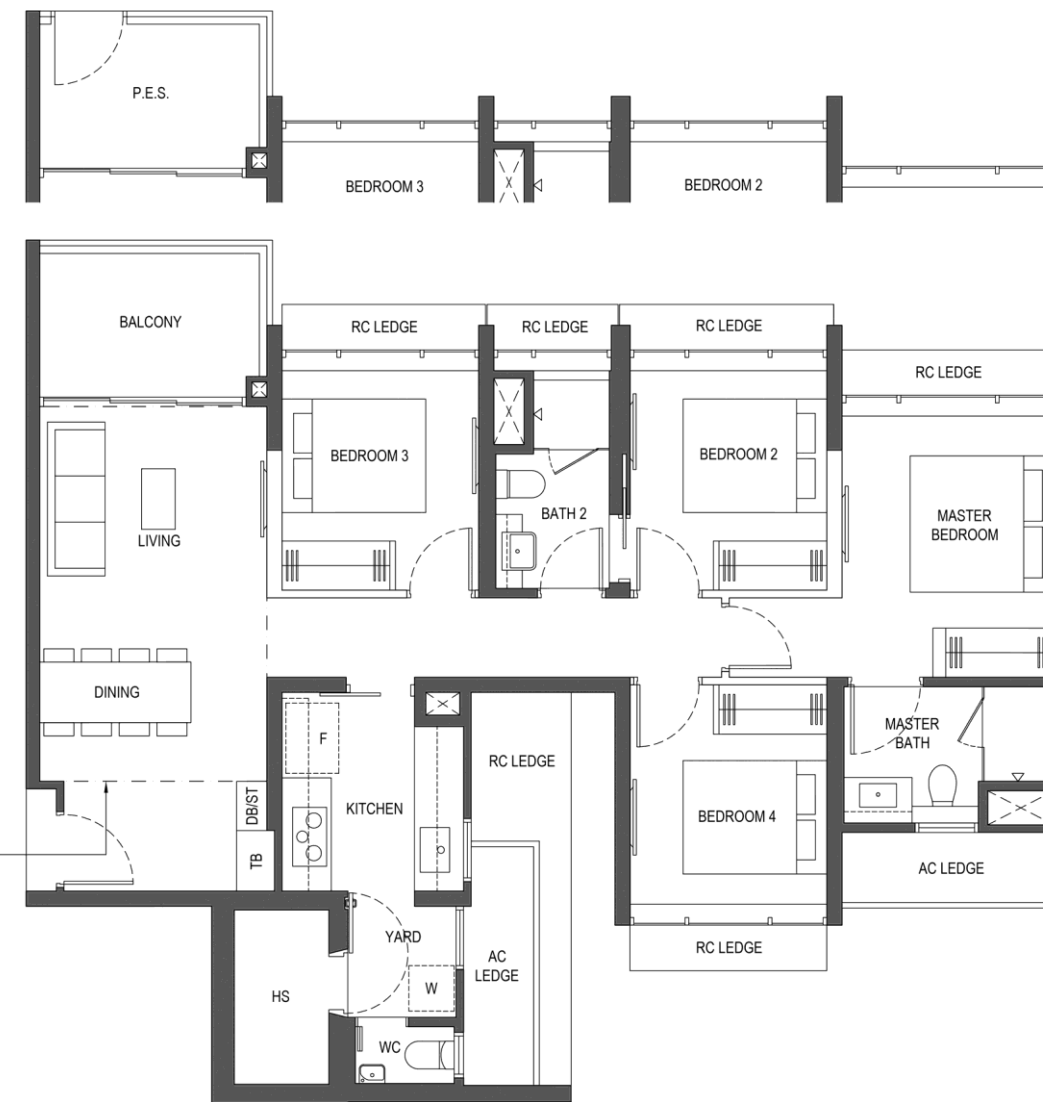 P.E.S.
BEDROOM 3
BEDROOM 2
BALCONY
RC LEDGE
RC LEDGE
RC LEDGE
RC LEDGE
BEDROOM 3
BEDROOM 2
BATH 2
LIVING
MASTER
BEDROOM
DINING
F
RC LEDGE
MASTER
BATH
DB/ST
KITCHEN
BEDROOM 4
TB
AC LEDGE
YARD
RC LEDGE
AC
LEDGE
W
HS
WC